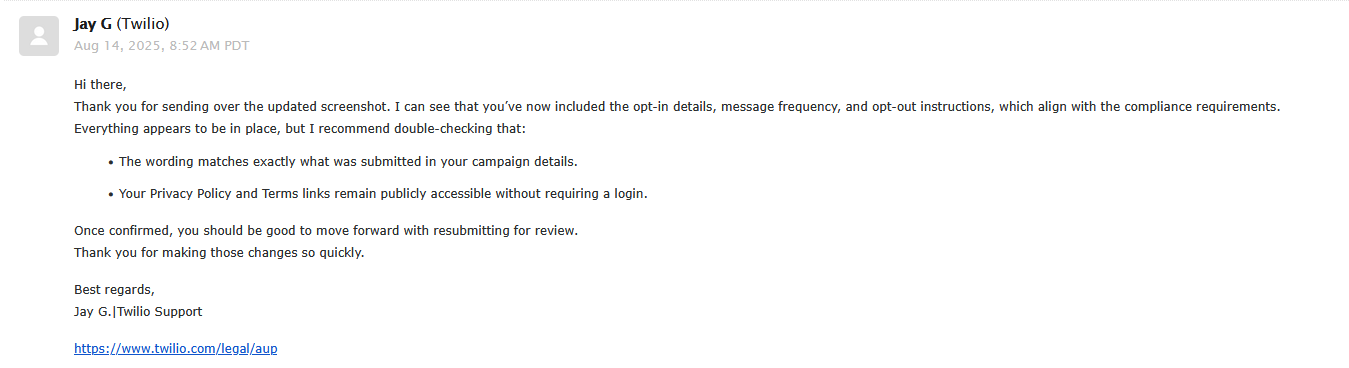 Jay G (Twilio)
Aug 14, 2025, 8:52 AM PDT
Hi there,
Thank you for sending over the updated screenshot. I can see that you’ve now included the opt-in details, message frequency, and opt-out instructions, which align with the compliance requirements.
Everything appears to be in place, but I recommend double-checking that:
• The wording matches exactly what was submitted in your campaign details.
• Your Privacy Policy and Terms links remain publicly accessible without requiring a login.
Once confirmed, you should be good to move forward with resubmitting for review.
Thank you for making those changes so quickly.
Best regards,
Jay G.|Twilio Support
https://www.twilio.com/legal/aup